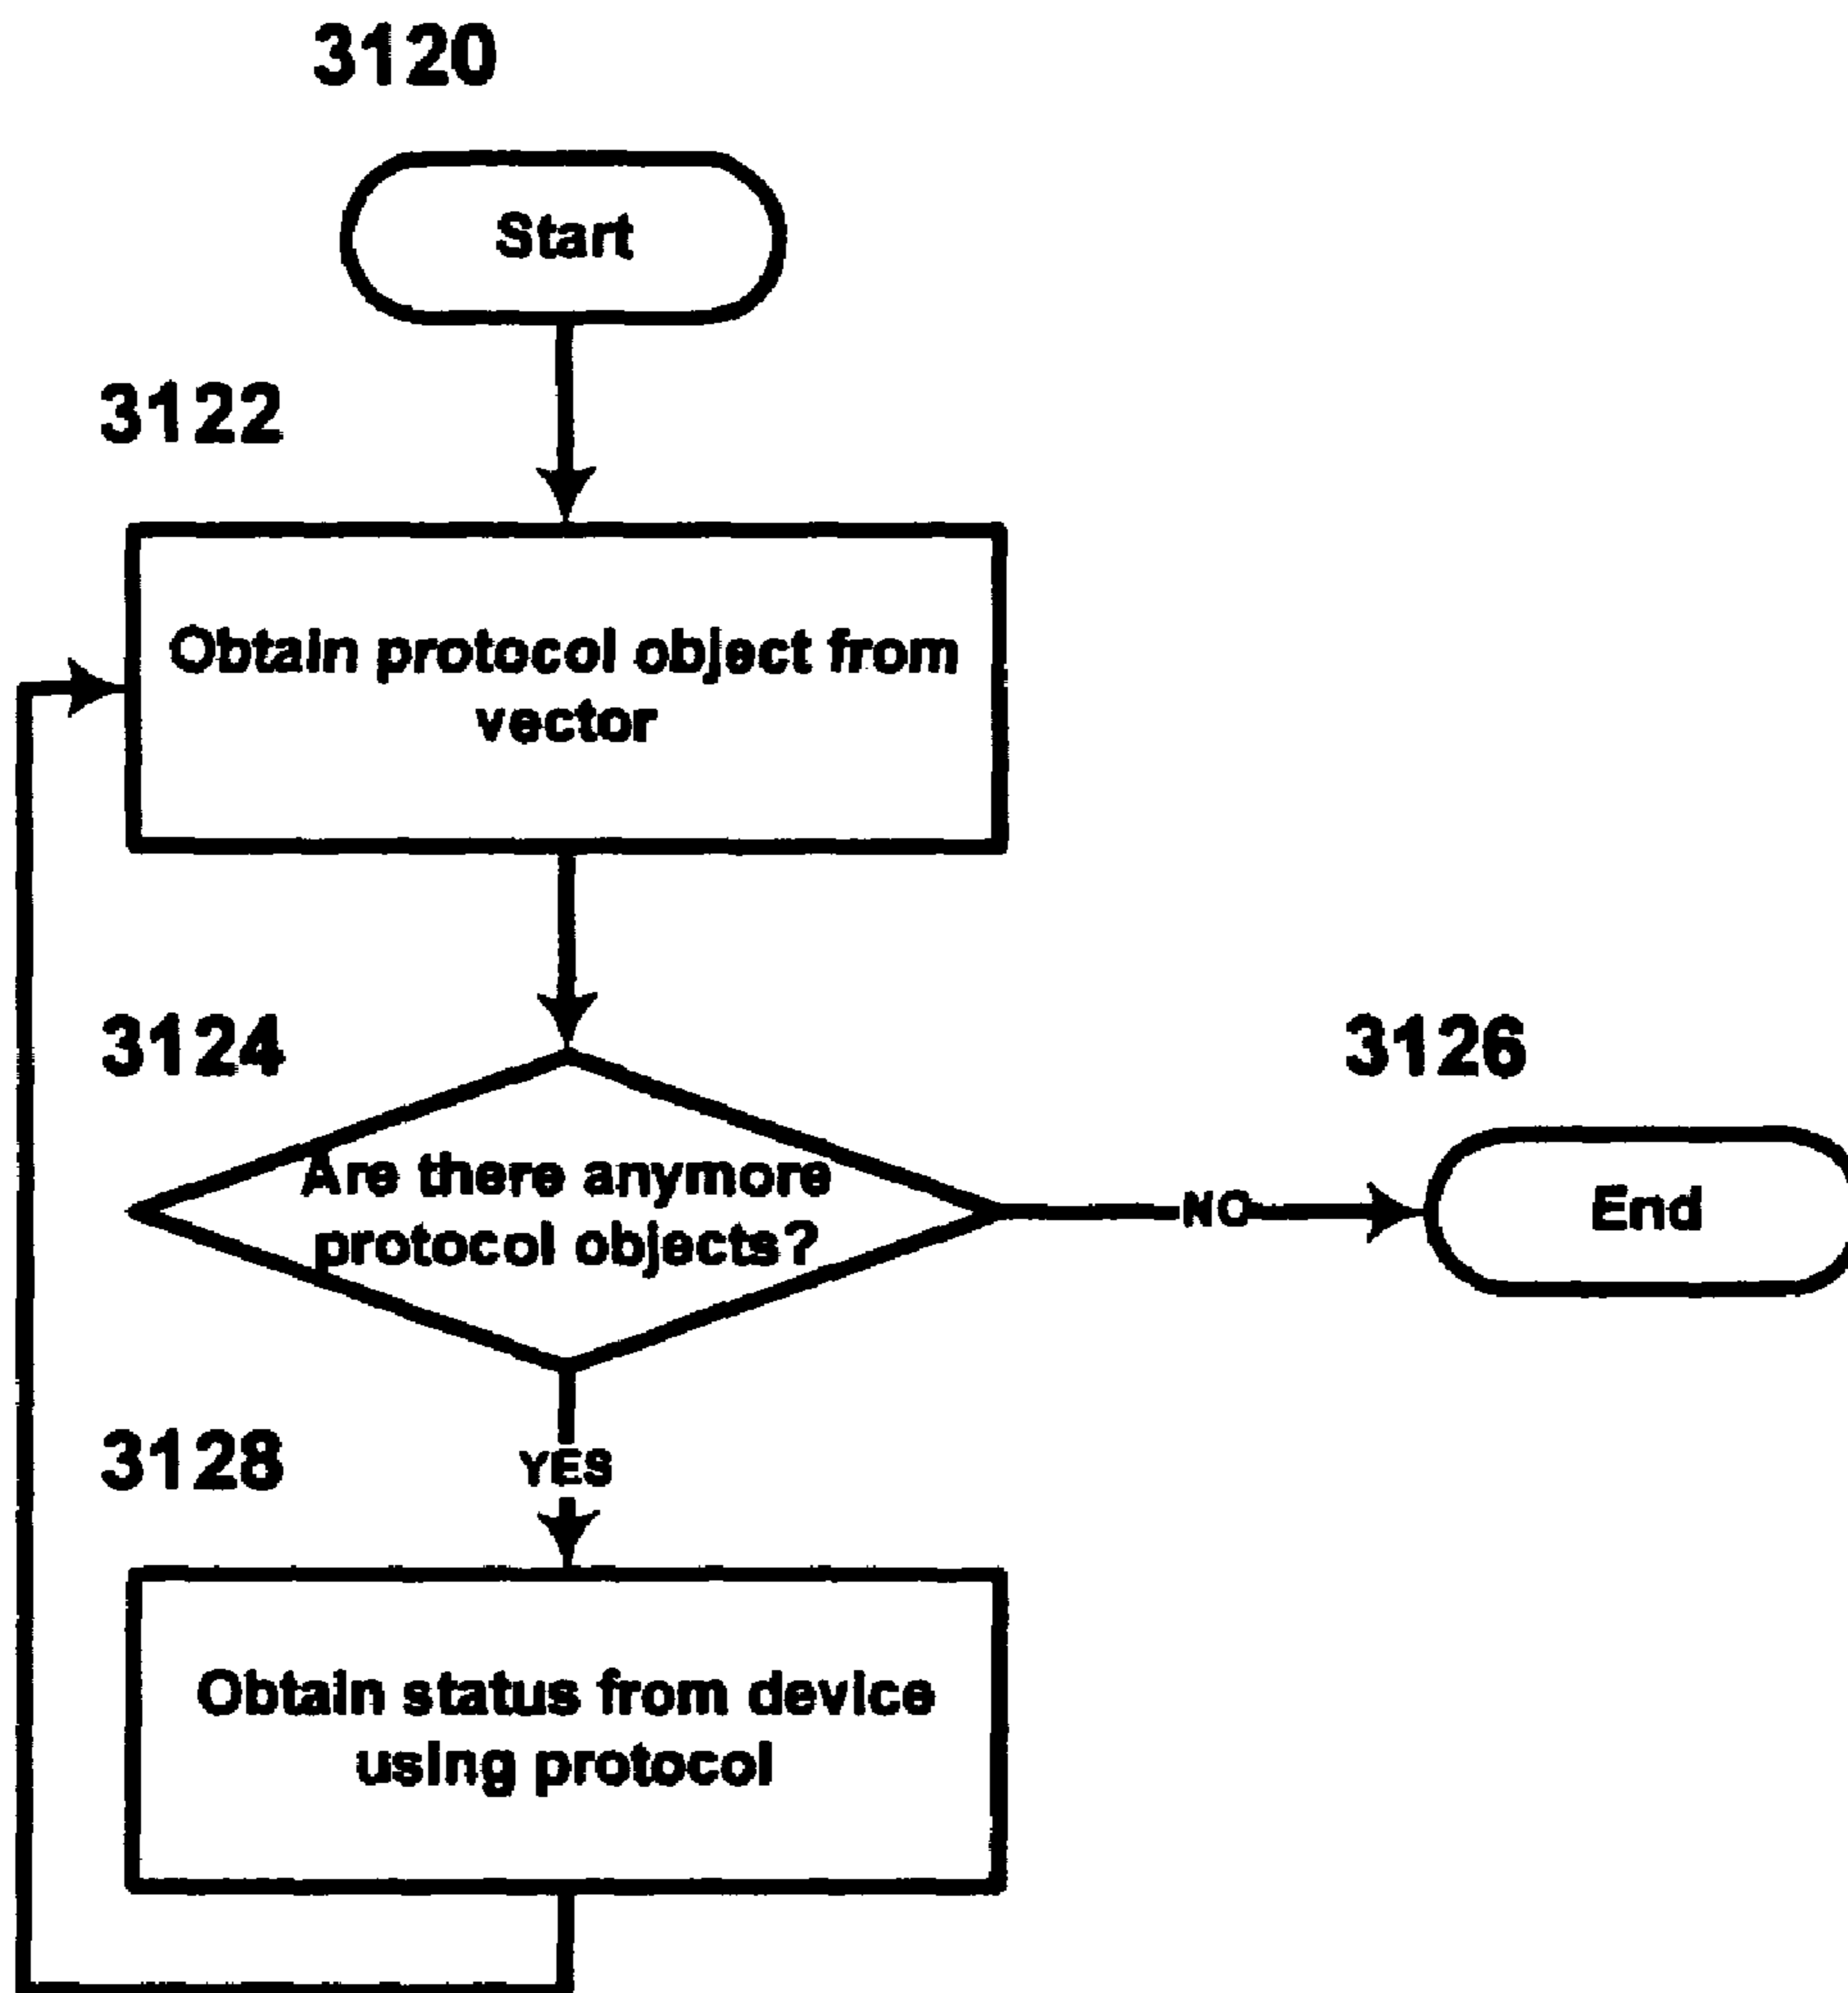 3120
Start
3122
Obtain protocol object from
vector
3124
Are there anymore
protocol objects?
NO
3126
End
3128
YES
Obtain status from device
using protocol